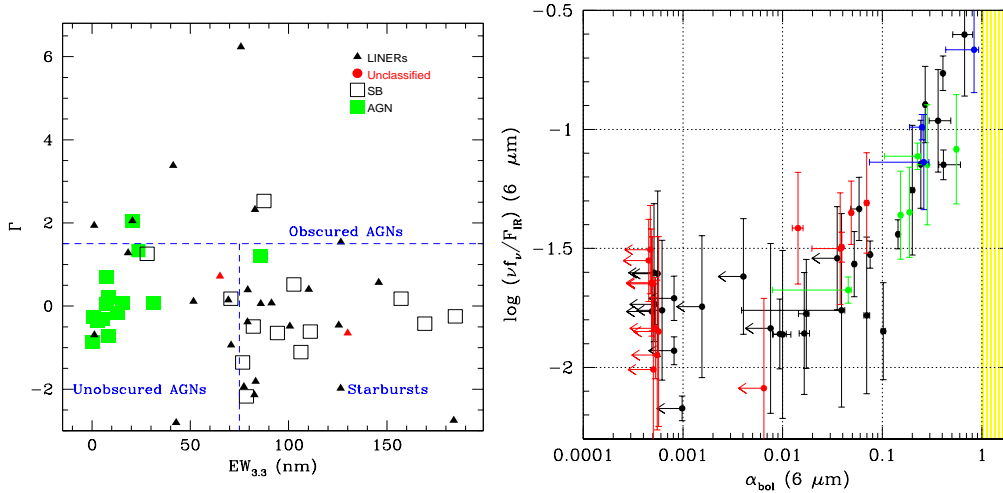 6
4
2
0
−2
Γ
LINERs
Unclassified
SB
AGN
Obscured AGNs
Unobscured AGNs
Starbursts
0
50
100
150
EW3.3 (nm)
−0.5
−1
−1.5
−2
log (νfν/FIR) (6 μm)
0.0001
0.001
0.01
0.1
1
αbol (6 μm)